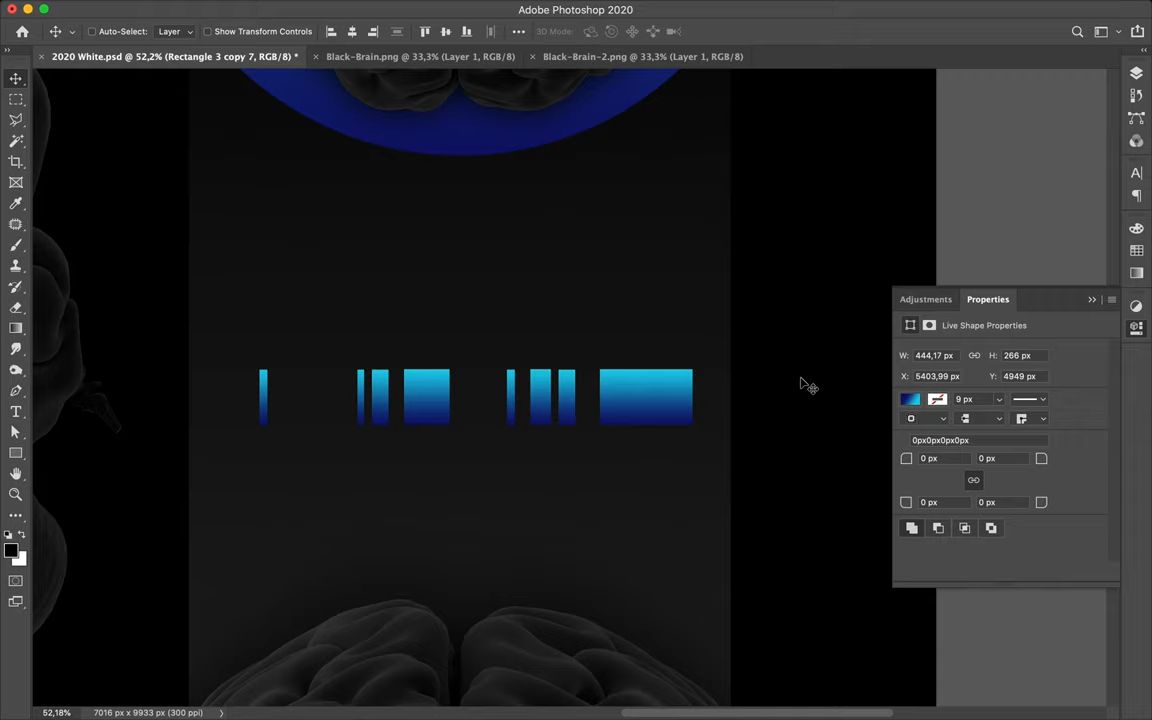 Adobe Photoshop 2020
Auto-Select: Layer Show Transform Controls 3D Mode:
2020 White.psd @ 52,2% (Rectangle 3 copy 7, RGB/8) * Black-Brain.png @ 33,3% (Layer 1, RGB/8) Black-Brain-2.png @ 33,3% (Layer 1, RGB/8)
Adjustments Properties
Live Shape Properties
W: 444,17 px H: 266 px
X: 5403,99 px Y: 4949 px
9 px
0px0px0px0px
0 px 0 px
0 px 0 px
52,18% 7016 px x 9933 px (300 ppi)